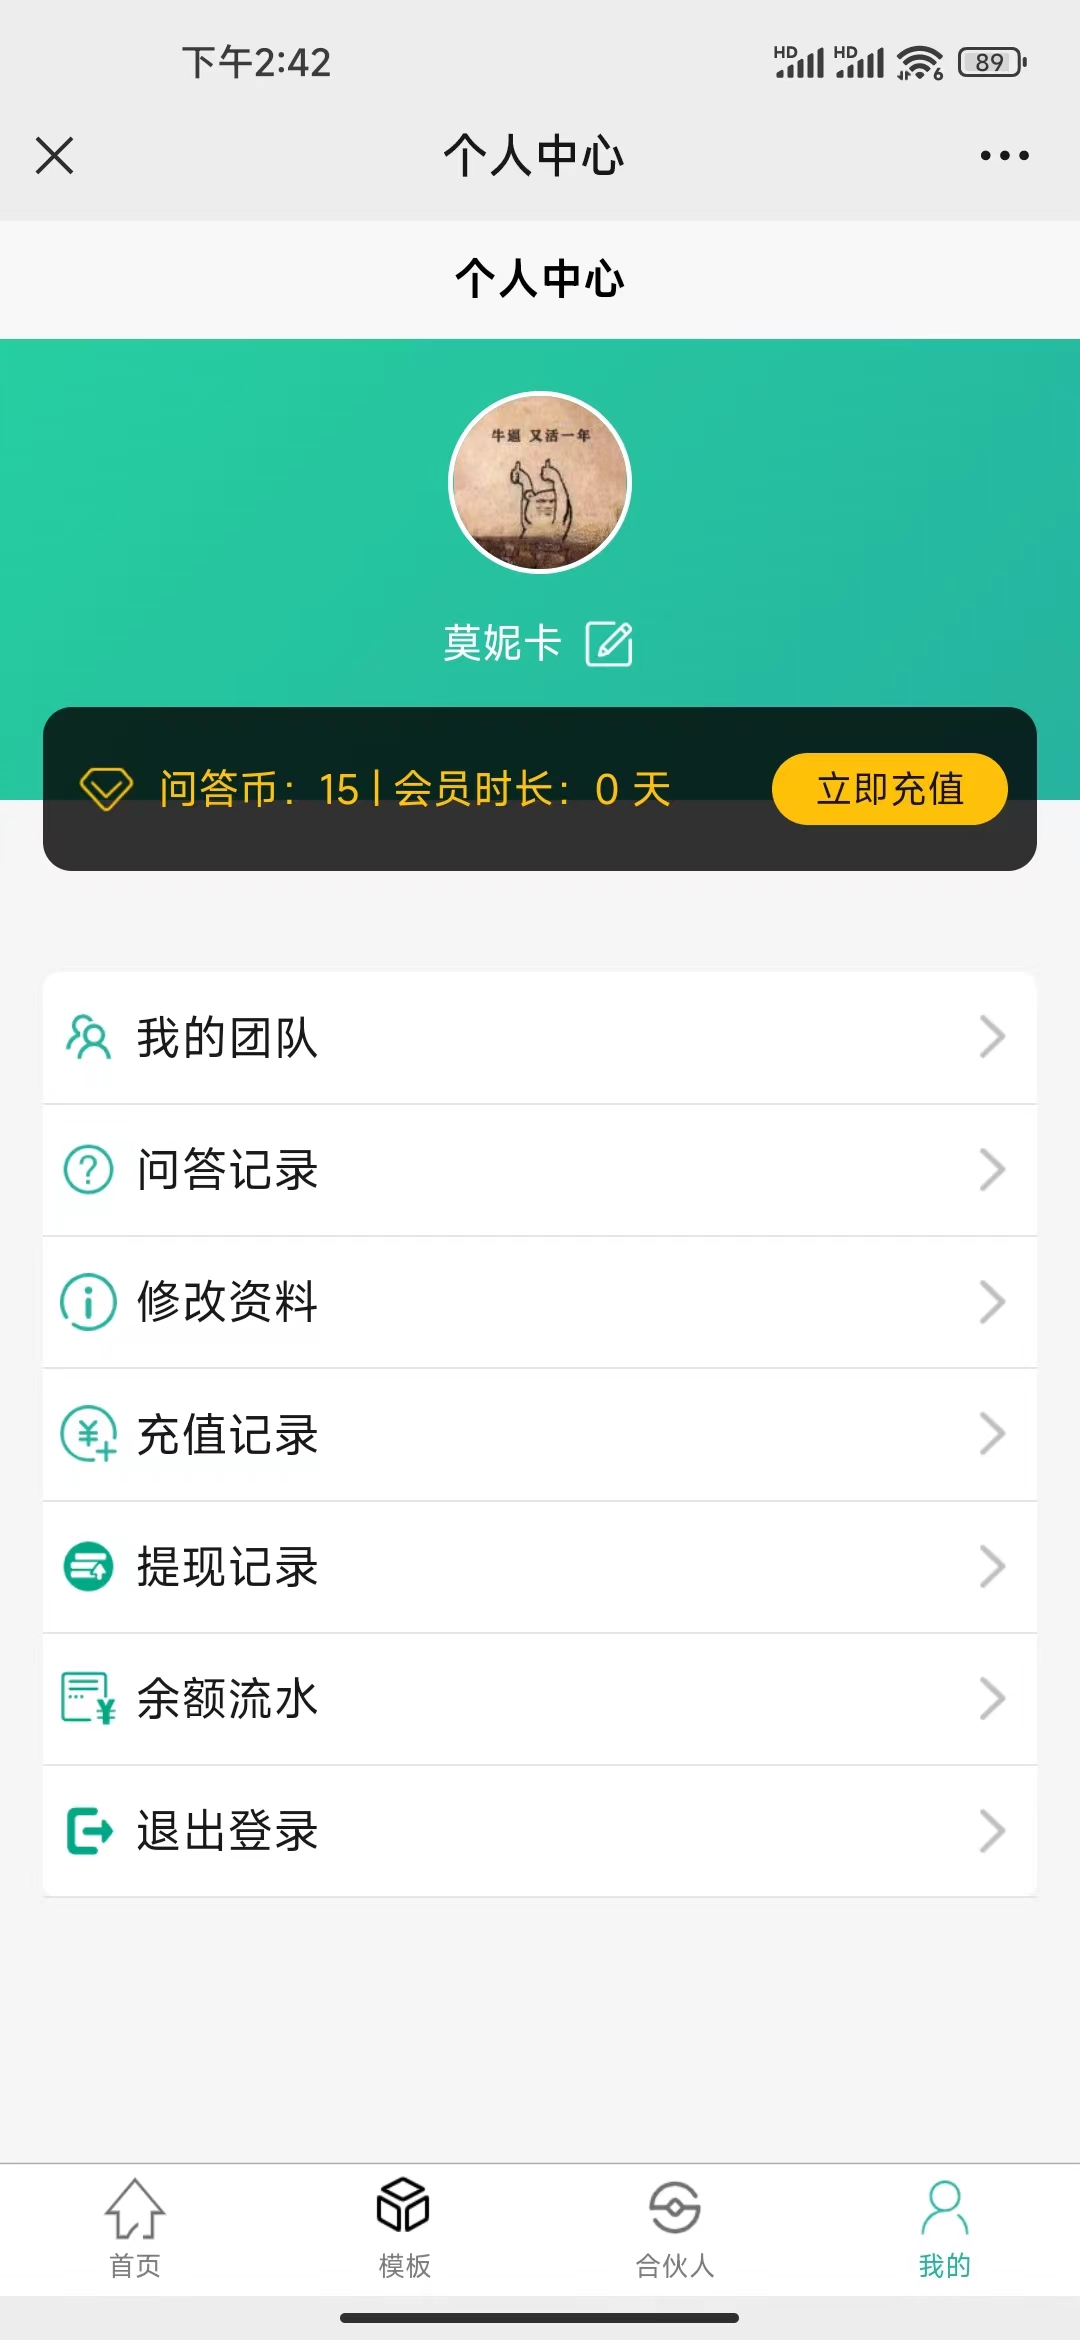 下午2:42
HD HD 6 89
个人中心
个人中心
牛逼 又活一年
莫妮卡
问答币：15 | 会员时长：0 天
立即充值
我的团队
问答记录
修改资料
充值记录
提现记录
余额流水
退出登录
首页 模板 合伙人 我的